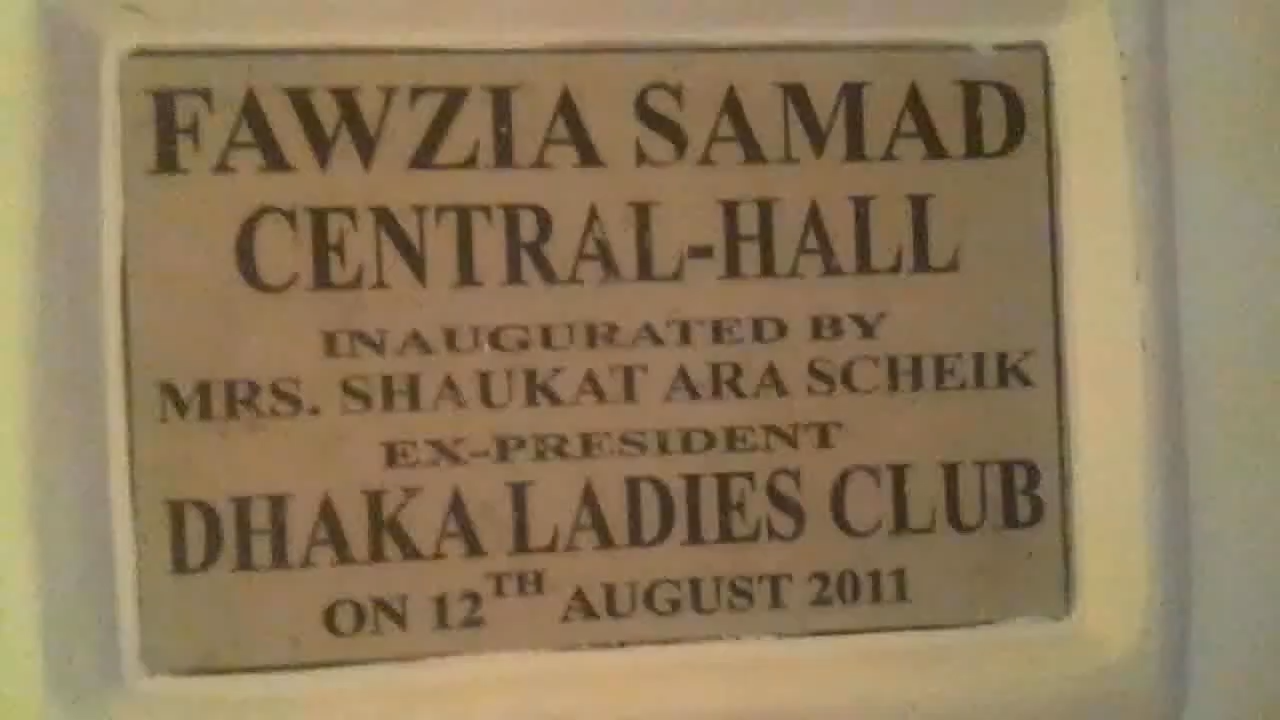 FAWZIA SAMAD
CENTRAL-HALL
INAUGURATED BY
MRS. SHAUKAT ARA SCHEIK
EX-PRESIDENT
DHAKA LADIES CLUB
ON 12TH AUGUST 2011